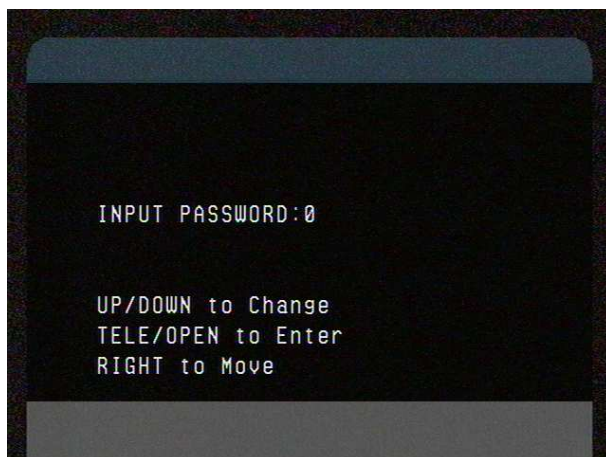 INPUT PASSWORD:0
UP/DOWN to Change
TELE/OPEN to Enter
RIGHT to Move